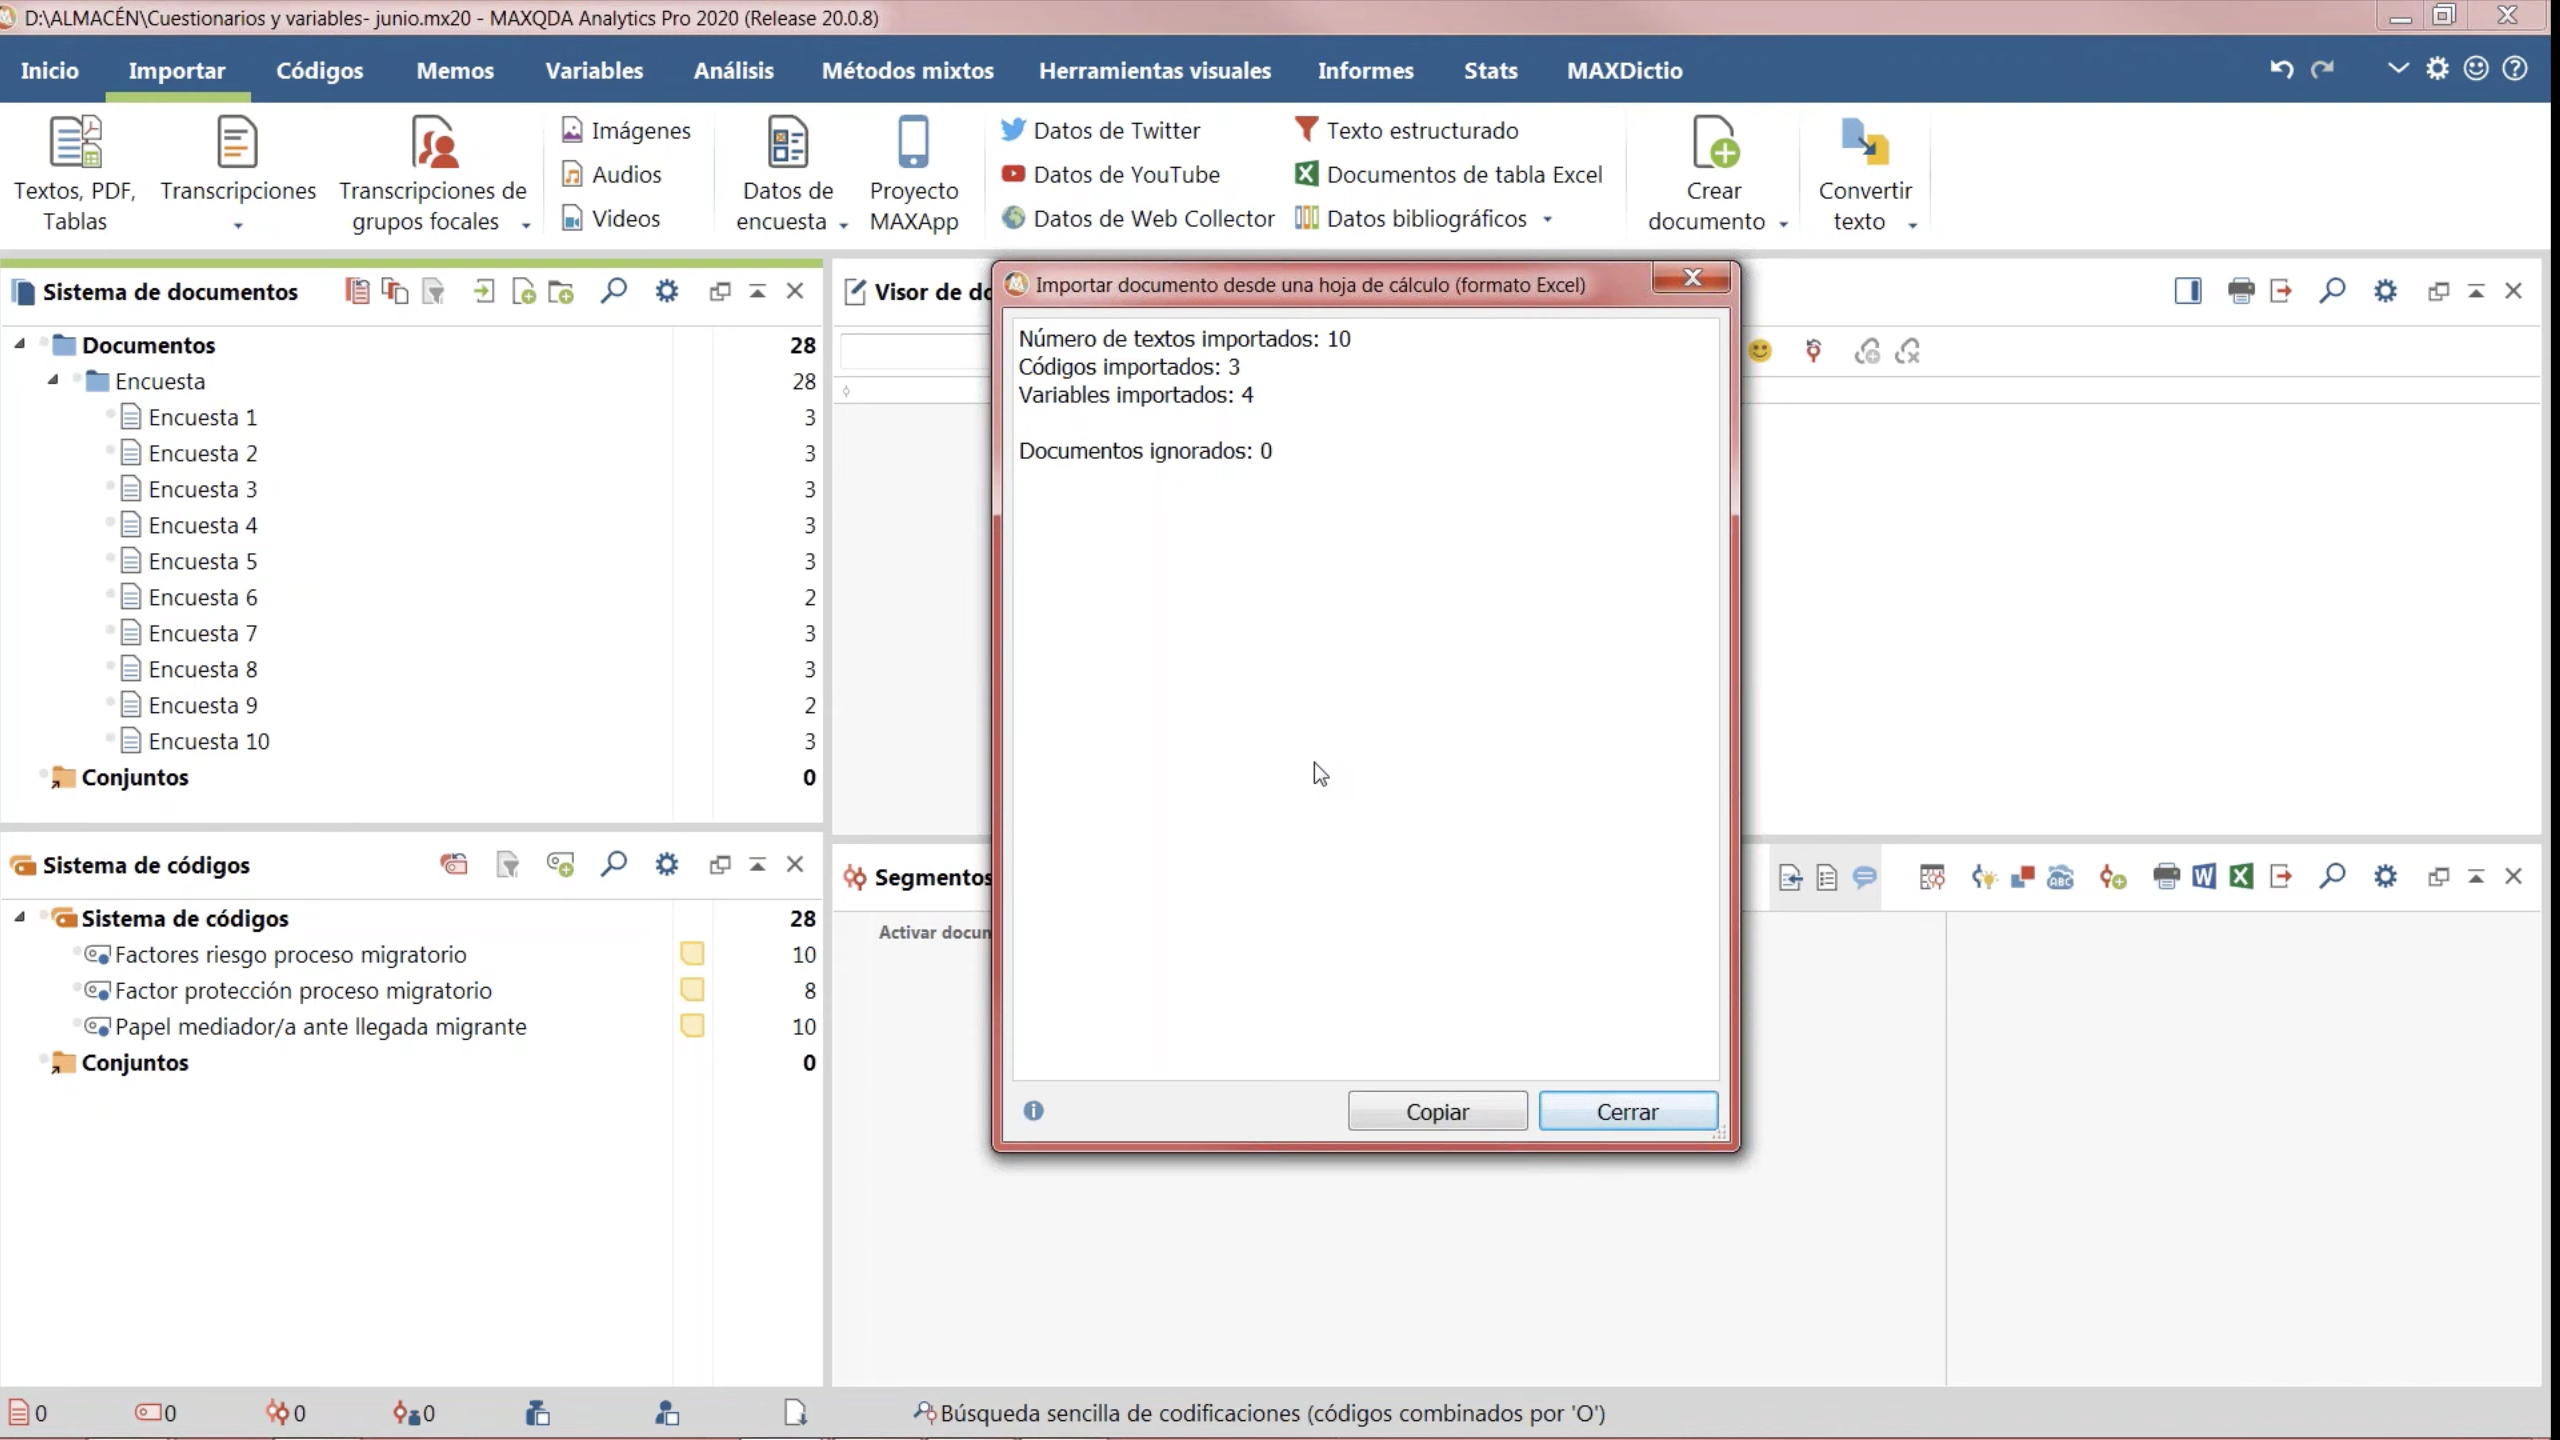 D:\ALMACÉN\Cuestionarios y variables- junio.mx20 - MAXQDA Analytics Pro 2020 (Release 20.0.8)
Inicio Importar Códigos Memos Variables Análisis Métodos mixtos Herramientas visuales Informes Stats MAXDictio
Textos, PDF,
Tablas
Transcripciones
Transcripciones de
grupos focales
Imágenes
Audios
Videos
Datos de
encuesta
Proyecto
MAXApp
Datos de Twitter
Datos de YouTube
Datos de Web Collector
Texto estructurado
Documentos de tabla Excel
Datos bibliográficos
Crear
documento
Convertir
texto
Sistema de documentos
Documentos 28
Encuesta 28
Encuesta 1 3
Encuesta 2 3
Encuesta 3 3
Encuesta 4 3
Encuesta 5 3
Encuesta 6 2
Encuesta 7 3
Encuesta 8 3
Encuesta 9 2
Encuesta 10 3
Conjuntos 0
Sistema de códigos
Sistema de códigos 28
Factores riesgo proceso migratorio 10
Factor protección proceso migratorio 8
Papel mediador/a ante llegada migrante 10
Conjuntos 0
Visor de do
Importar documento desde una hoja de cálculo (formato Excel)
Número de textos importados: 10
Códigos importados: 3
Variables importados: 4
Documentos ignorados: 0
Copiar Cerrar
Segmentos
ABC W X
Activar docum
0 0 0 0 Búsqueda sencilla de codificaciones (códigos combinados por 'O')